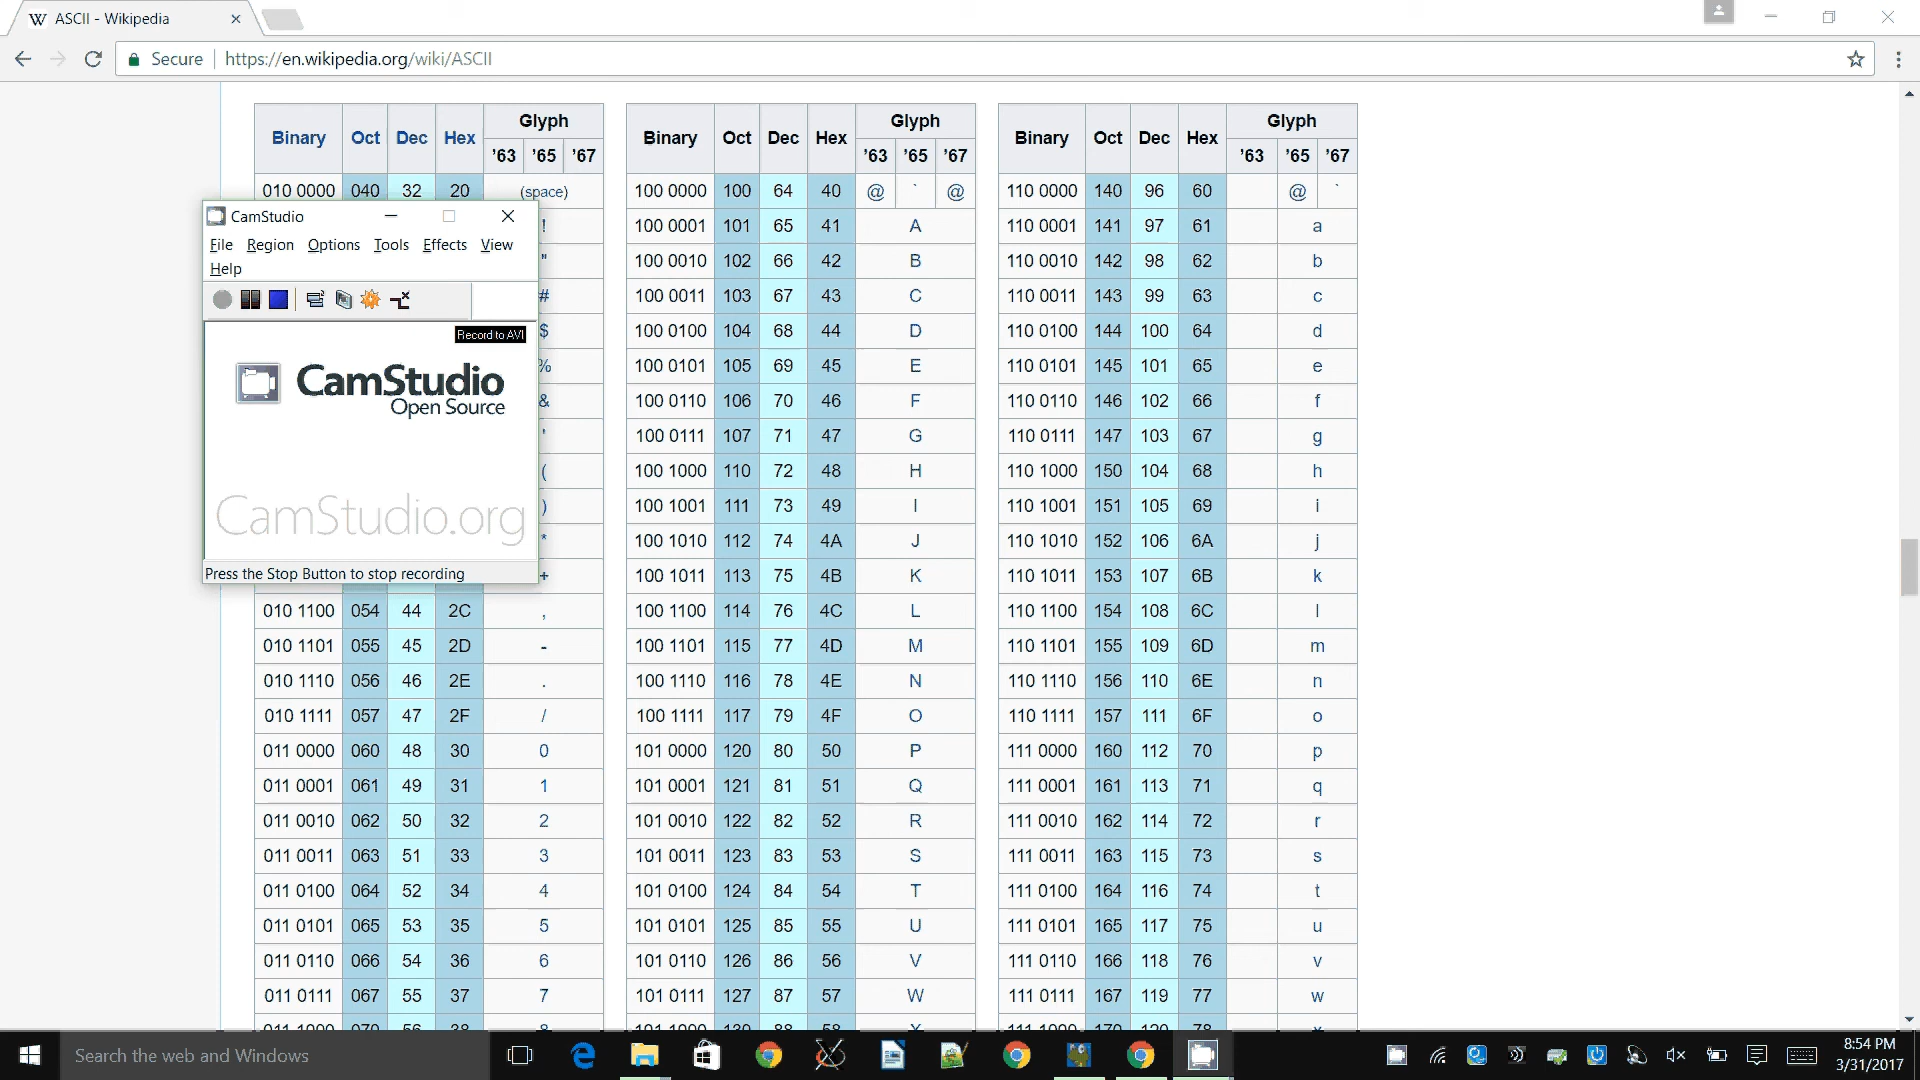 ASCII - Wikipedia
Secure https://en.wikipedia.org/wiki/ASCII
Binary Oct Dec Hex Glyph Binary Oct Dec Hex Glyph Binary Oct Dec Hex Glyph
'63 '65 '67 '63 '65 '67 '63 '65 '67
010 0000 040 32 20 (space) 100 0000 100 64 40 @ ` @ 110 0000 140 96 60 @ `
CamStudio
File Region Options Tools Effects View
Help
Record to AVI
CamStudio
Open Source
CamStudio.org
Press the Stop Button to stop recording
! 100 0001 101 65 41 A 110 0001 141 97 61 a
" 100 0010 102 66 42 B 110 0010 142 98 62 b
# 100 0011 103 67 43 C 110 0011 143 99 63 c
$ 100 0100 104 68 44 D 110 0100 144 100 64 d
% 100 0101 105 69 45 E 110 0101 145 101 65 e
& 100 0110 106 70 46 F 110 0110 146 102 66 f
' 100 0111 107 71 47 G 110 0111 147 103 67 g
( 100 1000 110 72 48 H 110 1000 150 104 68 h
) 100 1001 111 73 49 I 110 1001 151 105 69 i
* 100 1010 112 74 4A J 110 1010 152 106 6A j
+ 100 1011 113 75 4B K 110 1011 153 107 6B k
010 1100 054 44 2C , 100 1100 114 76 4C L 110 1100 154 108 6C l
010 1101 055 45 2D - 100 1101 115 77 4D M 110 1101 155 109 6D m
010 1110 056 46 2E . 100 1110 116 78 4E N 110 1110 156 110 6E n
010 1111 057 47 2F / 100 1111 117 79 4F O 110 1111 157 111 6F o
011 0000 060 48 30 0 101 0000 120 80 50 P 111 0000 160 112 70 p
011 0001 061 49 31 1 101 0001 121 81 51 Q 111 0001 161 113 71 q
011 0010 062 50 32 2 101 0010 122 82 52 R 111 0010 162 114 72 r
011 0011 063 51 33 3 101 0011 123 83 53 S 111 0011 163 115 73 s
011 0100 064 52 34 4 101 0100 124 84 54 T 111 0100 164 116 74 t
011 0101 065 53 35 5 101 0101 125 85 55 U 111 0101 165 117 75 u
011 0110 066 54 36 6 101 0110 126 86 56 V 111 0110 166 118 76 v
011 0111 067 55 37 7 101 0111 127 87 57 W 111 0111 167 119 77 w
Search the web and Windows
8:54 PM
3/31/2017